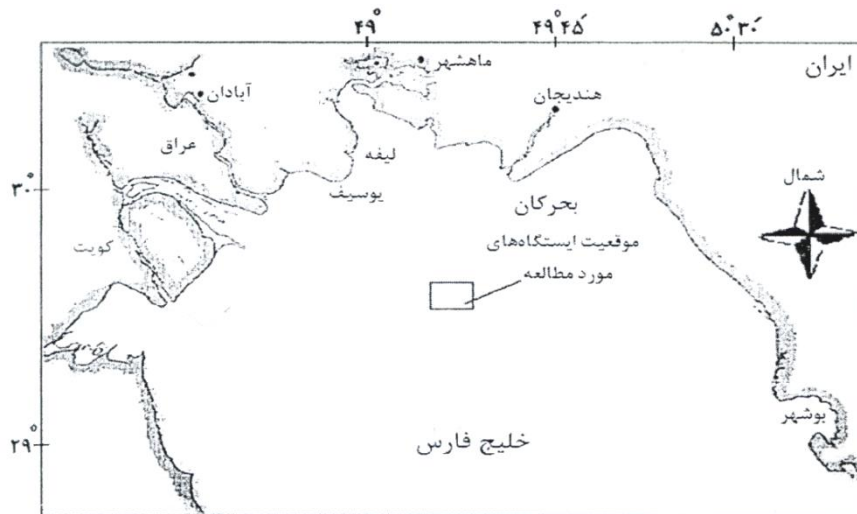 ۴۹° ۴۹°۴۵′ ۵۰°۳۰′
ایران
ماهشهر
آبادان
هندیجان
عراق
لیفه
شمال
۳۰°
یوسیف
بحرکان
موقعیت ایستگاه‌های
کویت
مورد مطالعه
بوشهر
۲۹°
خلیج فارس